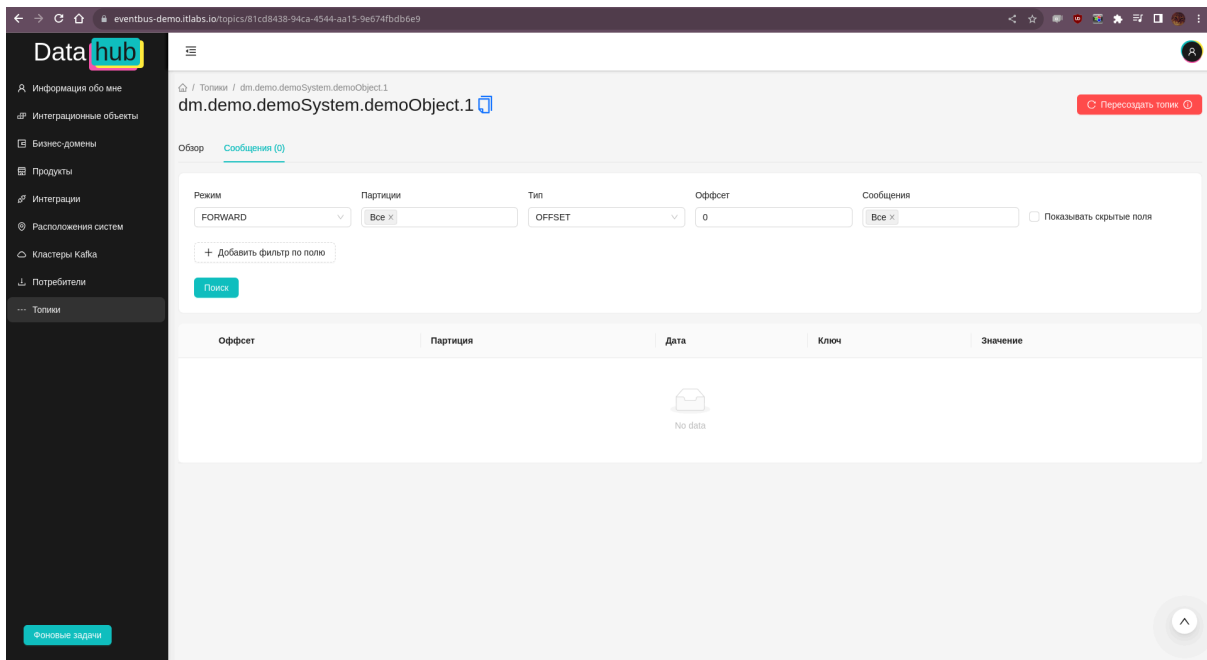 eventbus-demo.itlabs.io/topics/81cd8438-94ca-4544-aa15-9e674fbdb6e9
Data hub
Информация обо мне
Интеграционные объекты
Бизнес-домены
Продукты
Интеграции
Расположения систем
Кластеры Kafka
Потребители
Топики
Фоновые задачи
/ Топики / dm.demo.demoSystem.demoObject.1
dm.demo.demoSystem.demoObject.1
Пересоздать топик
Обзор Сообщения (0)
Режим Партиции Тип Оффсет Сообщения
FORWARD Все × OFFSET 0 Все × Показывать скрытые поля
+ Добавить фильтр по полю
Поиск
Оффсет Партиция Дата Ключ Значение
No data